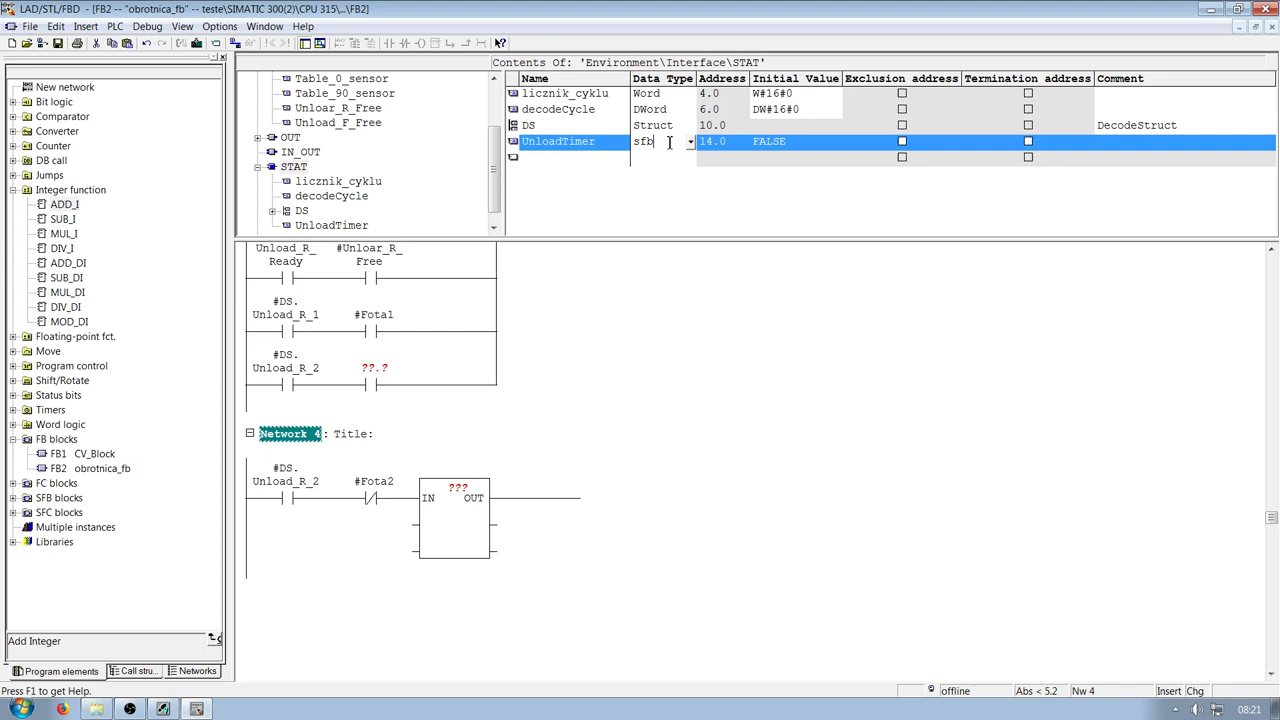 LAD/STL/FBD - [FB2 -- "obrotnica_fb" -- teste\SIMATIC 300(2)\CPU 315\...\FB2]
File Edit Insert PLC Debug View Options Window Help
Contents Of: 'Environment\Interface\STAT'
New network
Bit logic
Comparator
Converter
Counter
DB call
Jumps
Integer function
ADD_I
SUB_I
MUL_I
DIV_I
ADD_DI
SUB_DI
MUL_DI
DIV_DI
MOD_DI
Floating-point fct.
Move
Program control
Shift/Rotate
Status bits
Timers
Word logic
FB blocks
FB1 CV_Block
FB2 obrotnica_fb
FC blocks
SFB blocks
SFC blocks
Multiple instances
Libraries
Add Integer
Program elements Call stru... Networks
Table_0_sensor
Table_90_sensor
Unloar_R_Free
Unload_F_Free
OUT
IN_OUT
STAT
licznik_cyklu
decodeCycle
DS
UnloadTimer
Name Data Type Address Initial Value Exclusion address Termination address Comment
licznik_cyklu Word 4.0 W#16#0
decodeCycle DWord 6.0 DW#16#0
DS Struct 10.0 DecodeStruct
UnloadTimer sfb 14.0 FALSE
Unload_R_ #Unloar_R_
Ready Free
#DS.
Unload_R_1 #Fota1
#DS.
Unload_R_2 ??.?
Network 4: Title:
#DS.
Unload_R_2 #Fota2
???
IN OUT
Press F1 to get Help. offline Abs < 5.2 Nw 4 Insert Chg
08:21